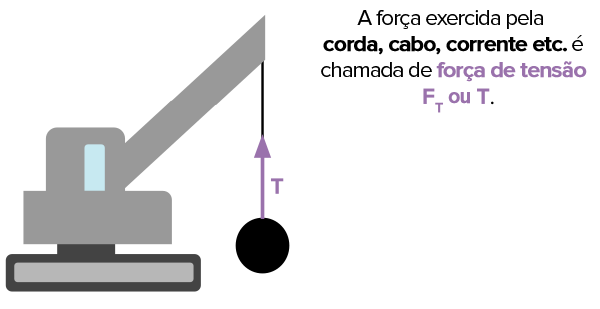 A força exercida pela
corda, cabo, corrente etc. é
chamada de força de tensão
F_T ou T.
T